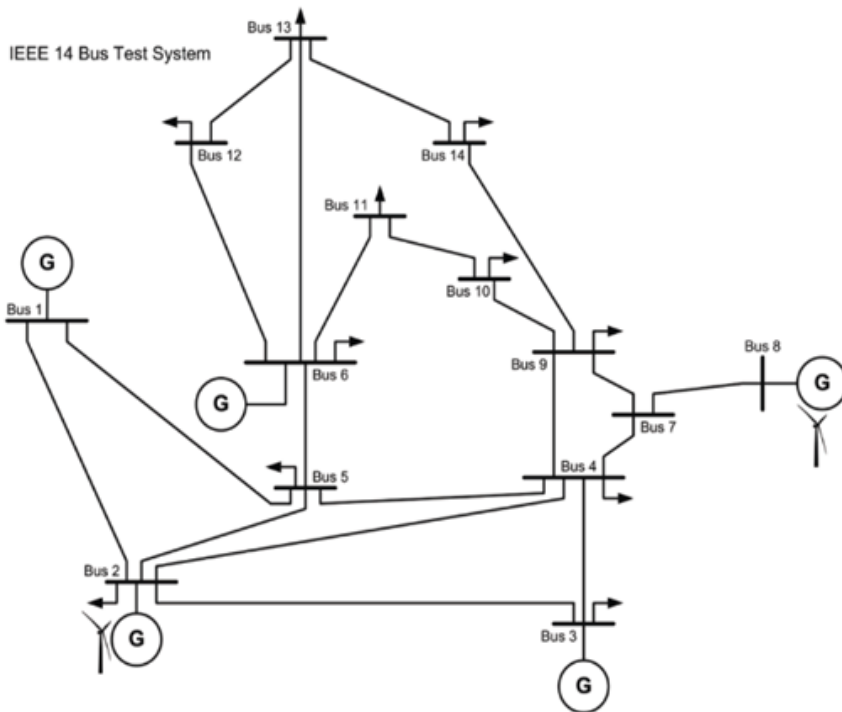 Bus 13
IEEE 14 Bus Test System
Bus 12
Bus 14
Bus 11
G
Bus 10
Bus 1
Bus 8
Bus 9
Bus 6
G
G
Bus 7
Bus 5
Bus 4
Bus 2
G
Bus 3
G